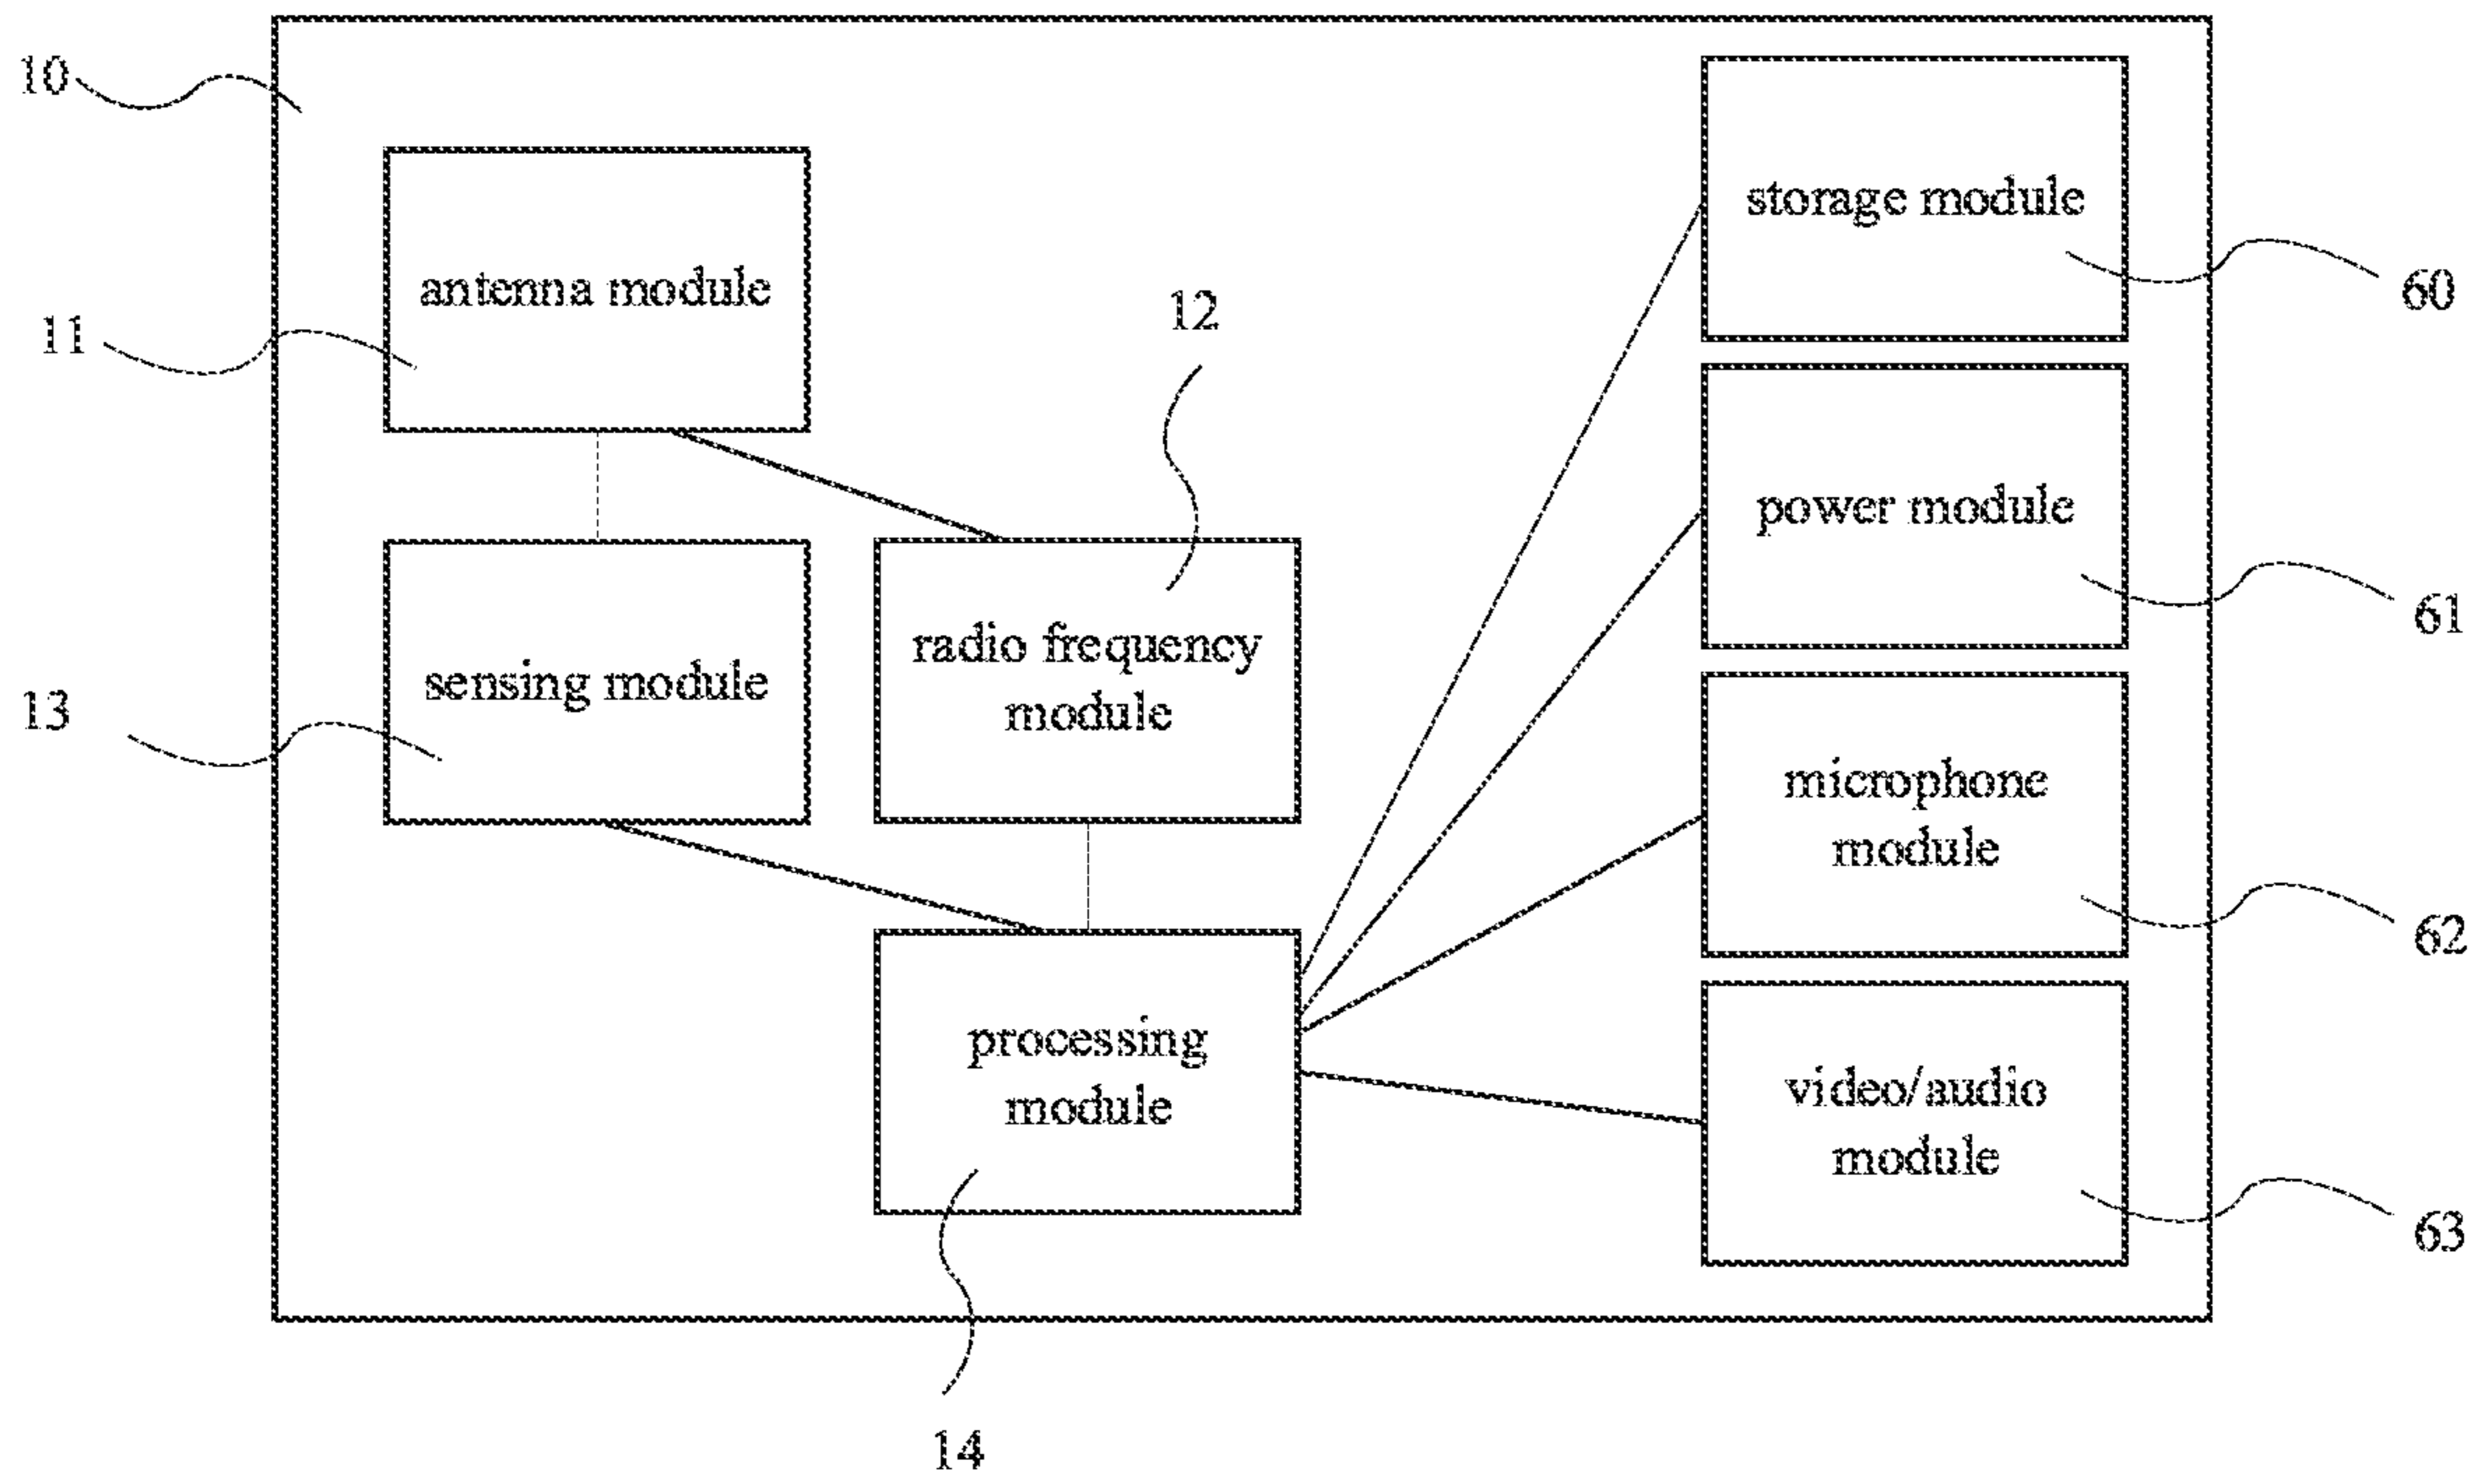 10
storage module
antenna module
60
12
11
power module
radio frequency
module
61
sensing module
13
microphone
module
62
processing
module
video/audio
module
63
14